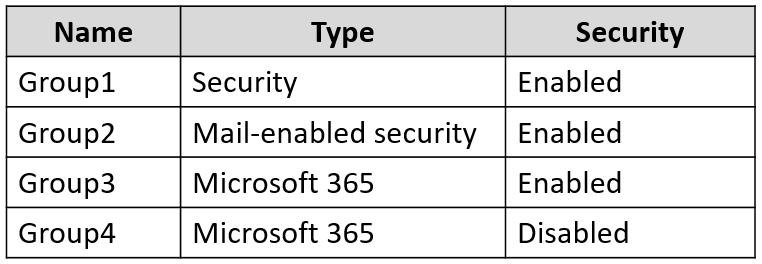 Name Type Security
Group1 Security Enabled
Group2 Mail-enabled security Enabled
Group3 Microsoft 365 Enabled
Group4 Microsoft 365 Disabled